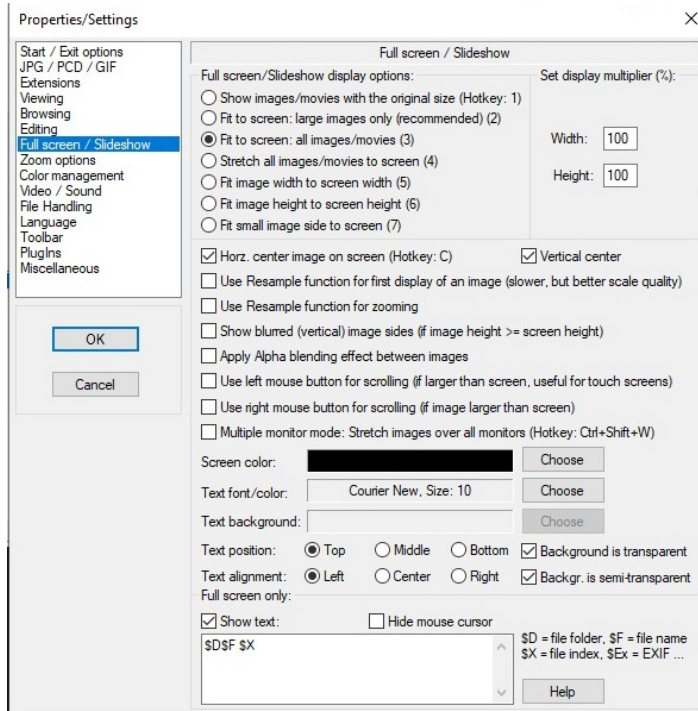 Properties/Settings
Start / Exit options
JPG / PCD / GIF
Extensions
Viewing
Browsing
Editing
Full screen / Slideshow
Zoom options
Color management
Video / Sound
File Handling
Language
Toolbar
PlugIns
Miscellaneous
OK
Cancel
Full screen / Slideshow
Full screen/Slideshow display options:
Show images/movies with the original size (Hotkey: 1)
Fit to screen: large images only (recommended) (2)
Fit to screen: all images/movies (3)
Stretch all images/movies to screen (4)
Fit image width to screen width (5)
Fit image height to screen height (6)
Fit small image side to screen (7)
Set display multiplier (%):
Width: 100
Height: 100
Horz. center image on screen (Hotkey: C) Vertical center
Use Resample function for first display of an image (slower, but better scale quality)
Use Resample function for zooming
Show blurred (vertical) image sides (if image height >= screen height)
Apply Alpha blending effect between images
Use left mouse button for scrolling (if larger than screen, useful for touch screens)
Use right mouse button for scrolling (if image larger than screen)
Multiple monitor mode: Stretch images over all monitors (Hotkey: Ctrl+Shift+W)
Screen color: Choose
Text font/color: Courier New, Size: 10 Choose
Text background: Choose
Text position: Top Middle Bottom Background is transparent
Text alignment: Left Center Right Backgr. is semi-transparent
Full screen only:
Show text: Hide mouse cursor
$D$F $X
$D = file folder, $F = file name
$X = file index, $Ex = EXIF ...
Help